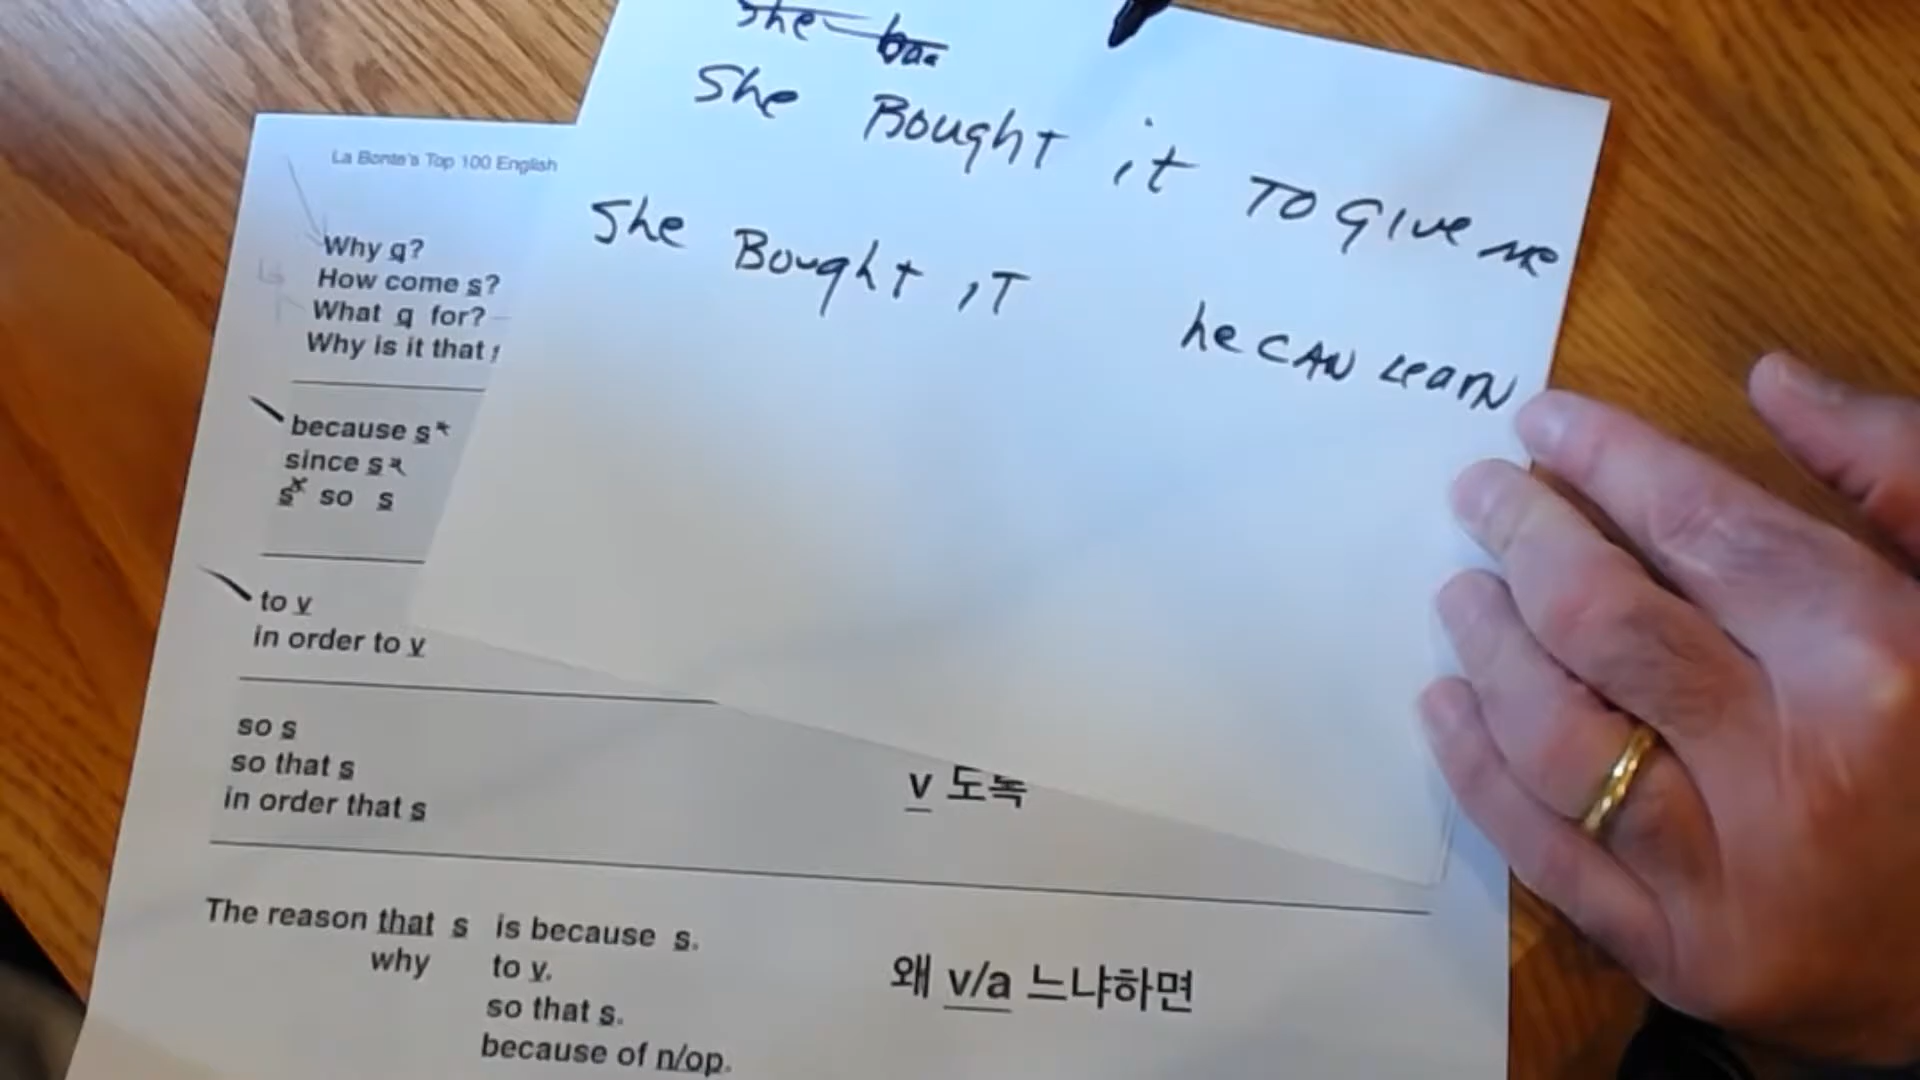 She
She Bought it TO GIVE ME
She Bought IT he CAN Learn
La Bonte's Top 100 English
Why q?
How come s?
What q for?
Why is it that
because s*
since s*
s* so s
to v
in order to v
so s
so that s
in order that s
v 도록
The reason that s is because s.
why to v.
so that s.
because of n/op.
왜 v/a 느냐하면